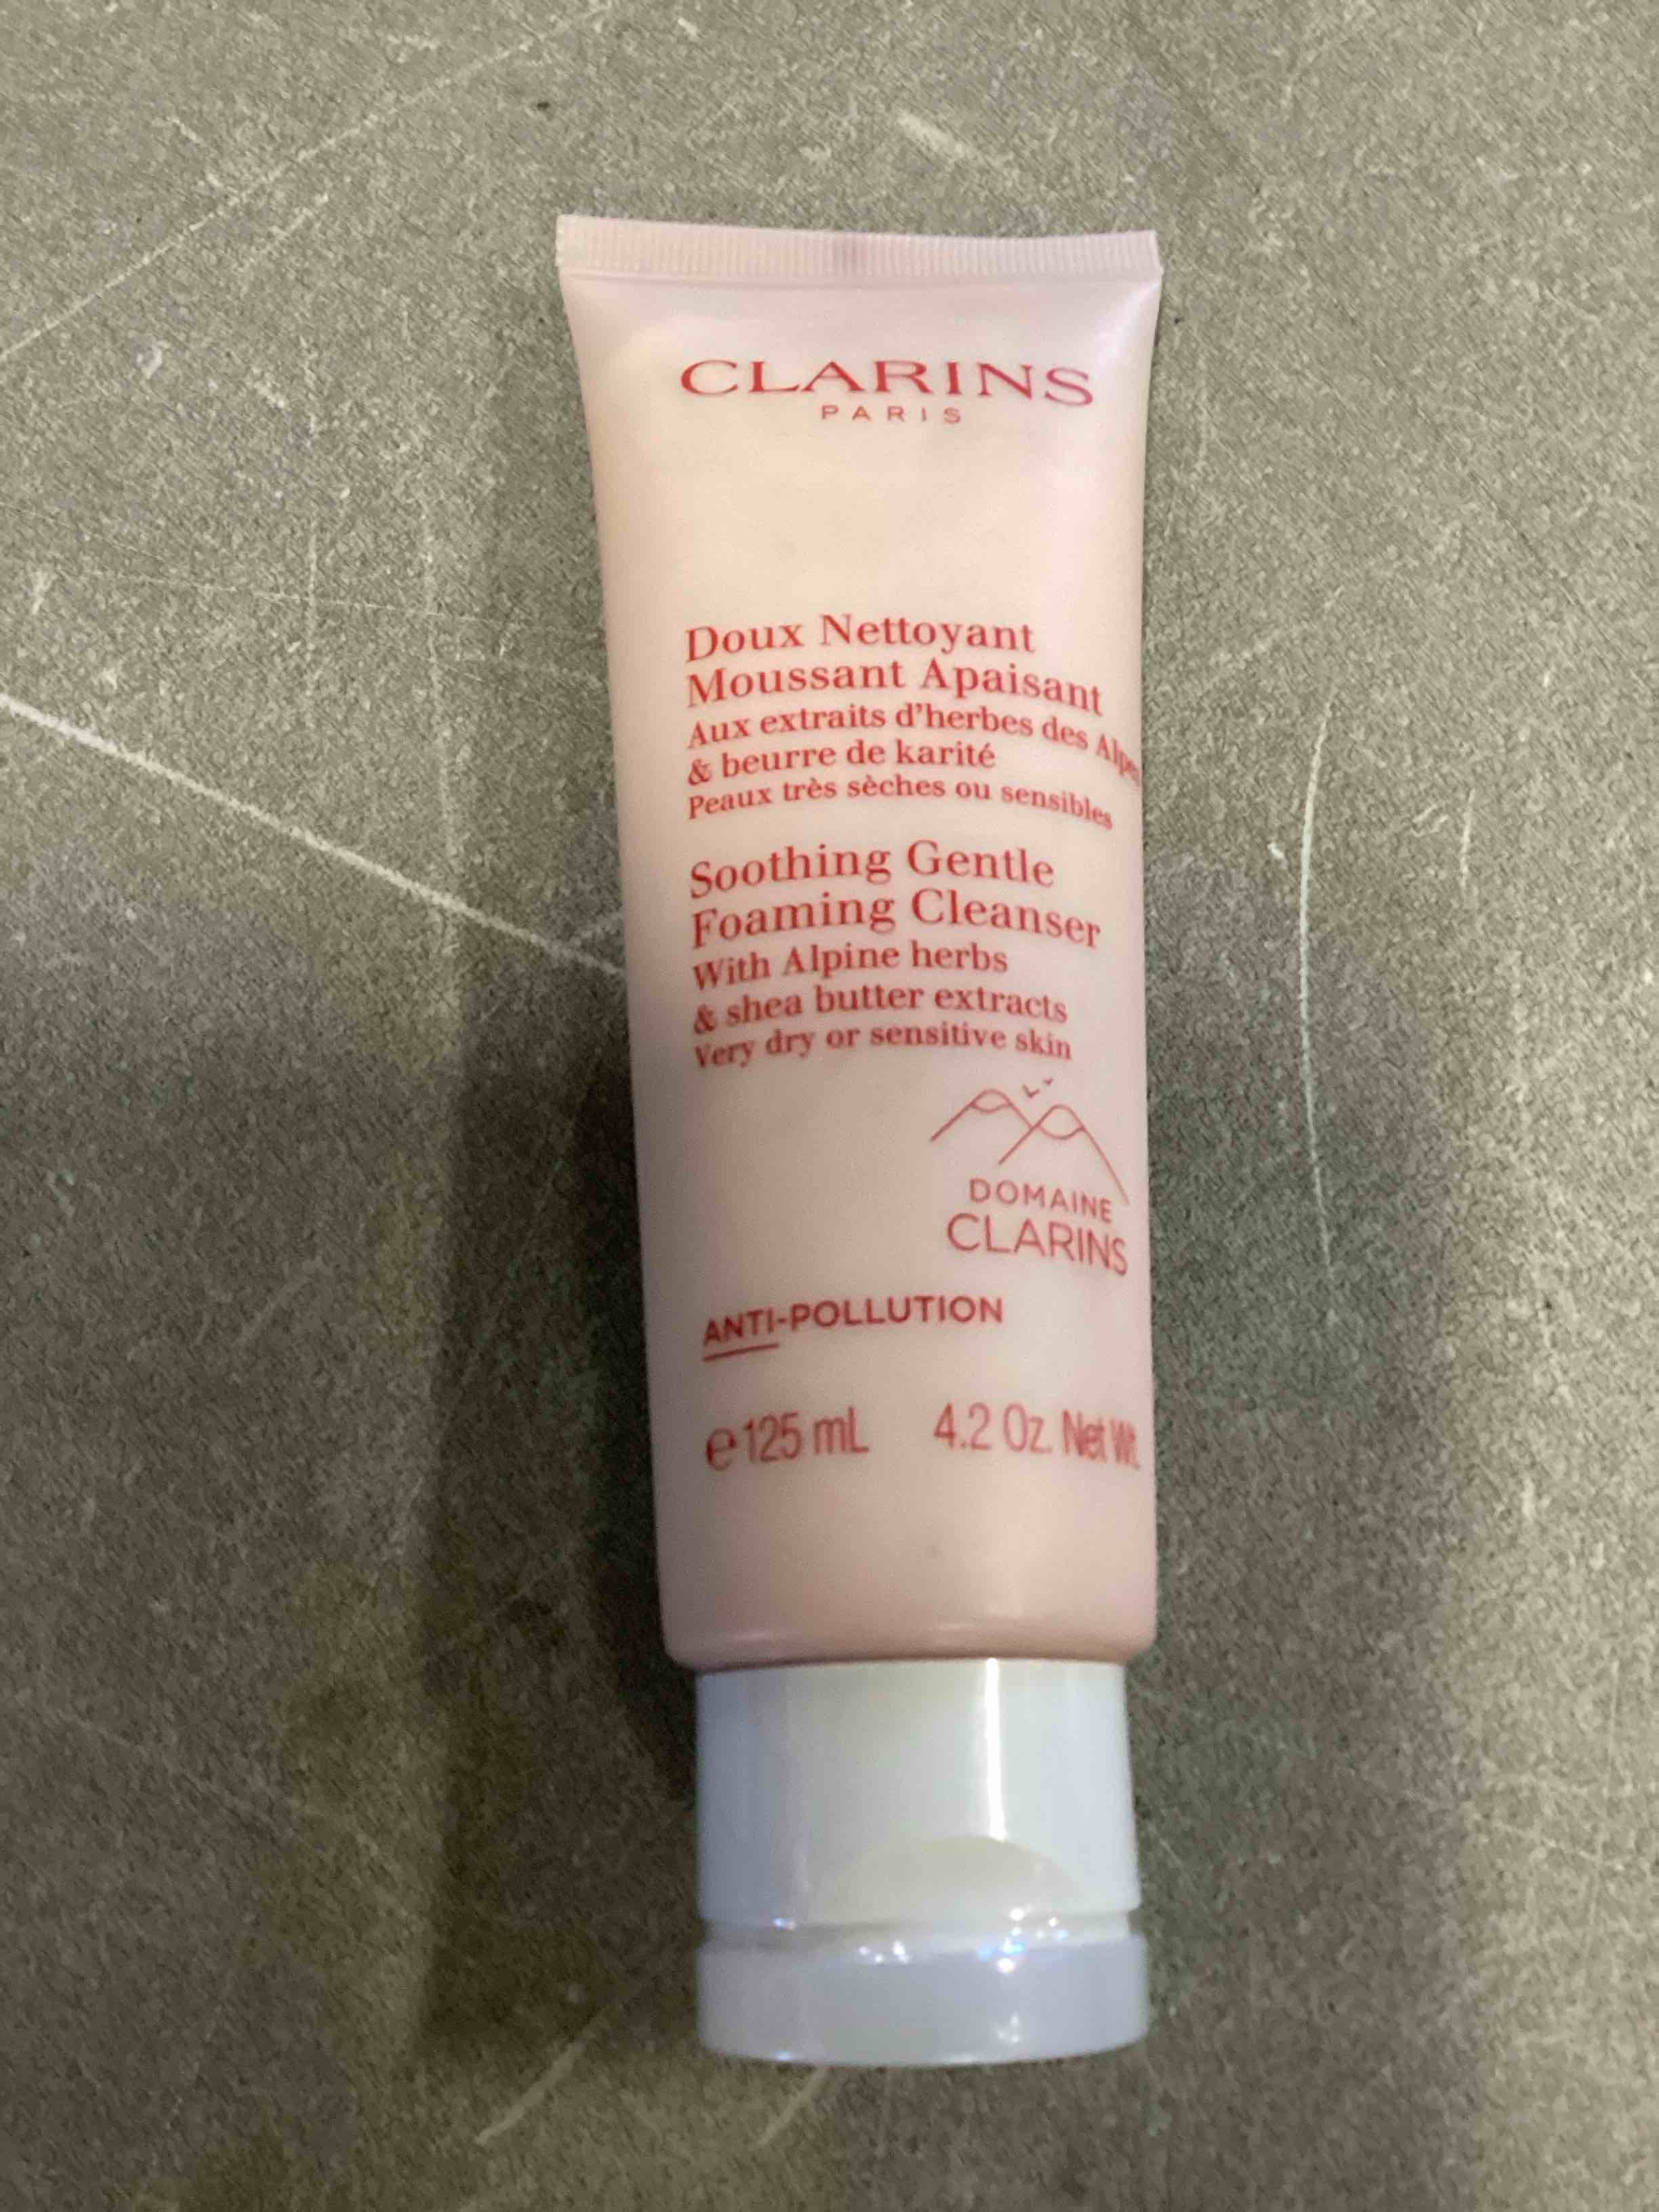 CLARINS
PARIS
Doux Nettoyant
Moussant Apaisant
Aux extraits d'herbes des Alpes
& beurre de karité
Peaux très sèches ou sensibles
Soothing Gentle
Foaming Cleanser
With Alpine herbs
& shea butter extracts
Very dry or sensitive skin
DOMAINE
CLARINS
ANTI-POLLUTION
℮125 mL 4.2 Oz. Net Wt.